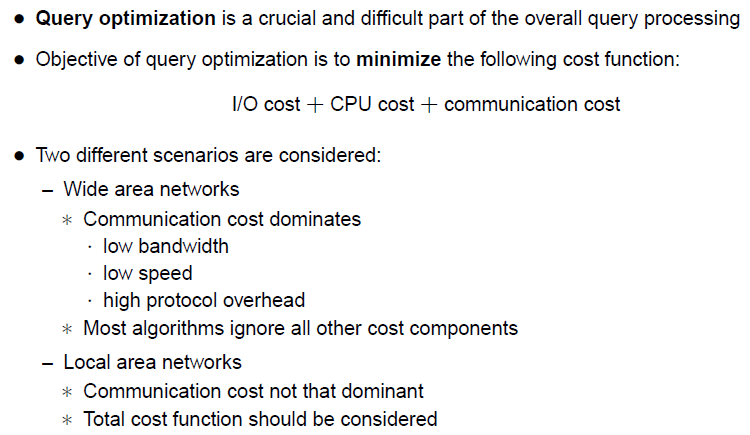 ● Query optimization is a crucial and difficult part of the overall query processing
● Objective of query optimization is to minimize the following cost function:
I/O cost + CPU cost + communication cost
● Two different scenarios are considered:
– Wide area networks
∗ Communication cost dominates
· low bandwidth
· low speed
· high protocol overhead
∗ Most algorithms ignore all other cost components
– Local area networks
∗ Communication cost not that dominant
∗ Total cost function should be considered